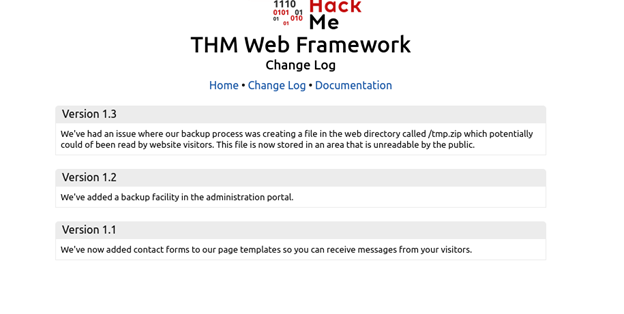 1110 Hack
0101 01 Me
01 010
01
THM Web Framework
Change Log
Home • Change Log • Documentation
Version 1.3
We've had an issue where our backup process was creating a file in the web directory called /tmp.zip which potentially
could of been read by website visitors. This file is now stored in an area that is unreadable by the public.
Version 1.2
We've added a backup facility in the administration portal.
Version 1.1
We've now added contact forms to our page templates so you can receive messages from your visitors.